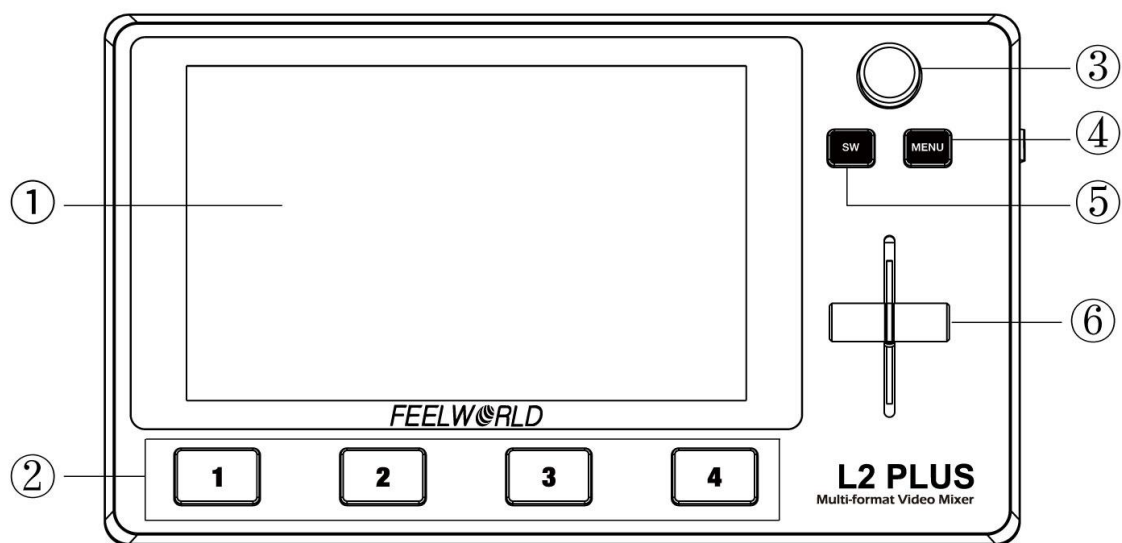 ③
④
SW MENU
①
⑤
⑥
FEELWORLD
②
1 2 3 4
L2 PLUS
Multi-format Video Mixer